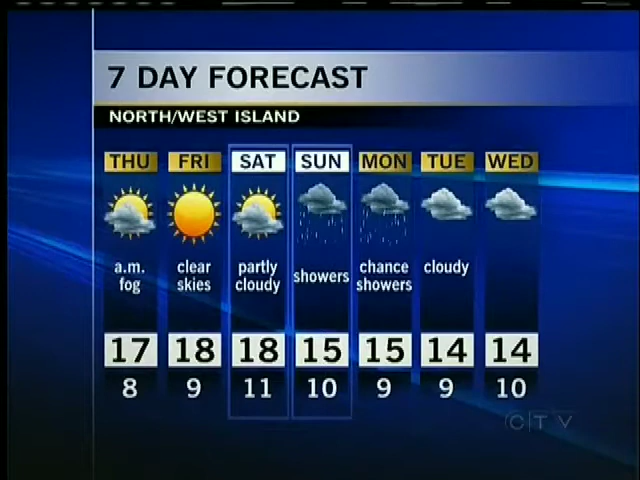 7 DAY FORECAST
NORTH/WEST ISLAND
THU FRI SAT SUN MON TUE WED
a.m. fog
clear skies
partly cloudy
showers
chance showers
cloudy
17 18 18 15 15 14 14
8 9 11 10 9 9 10
CTV